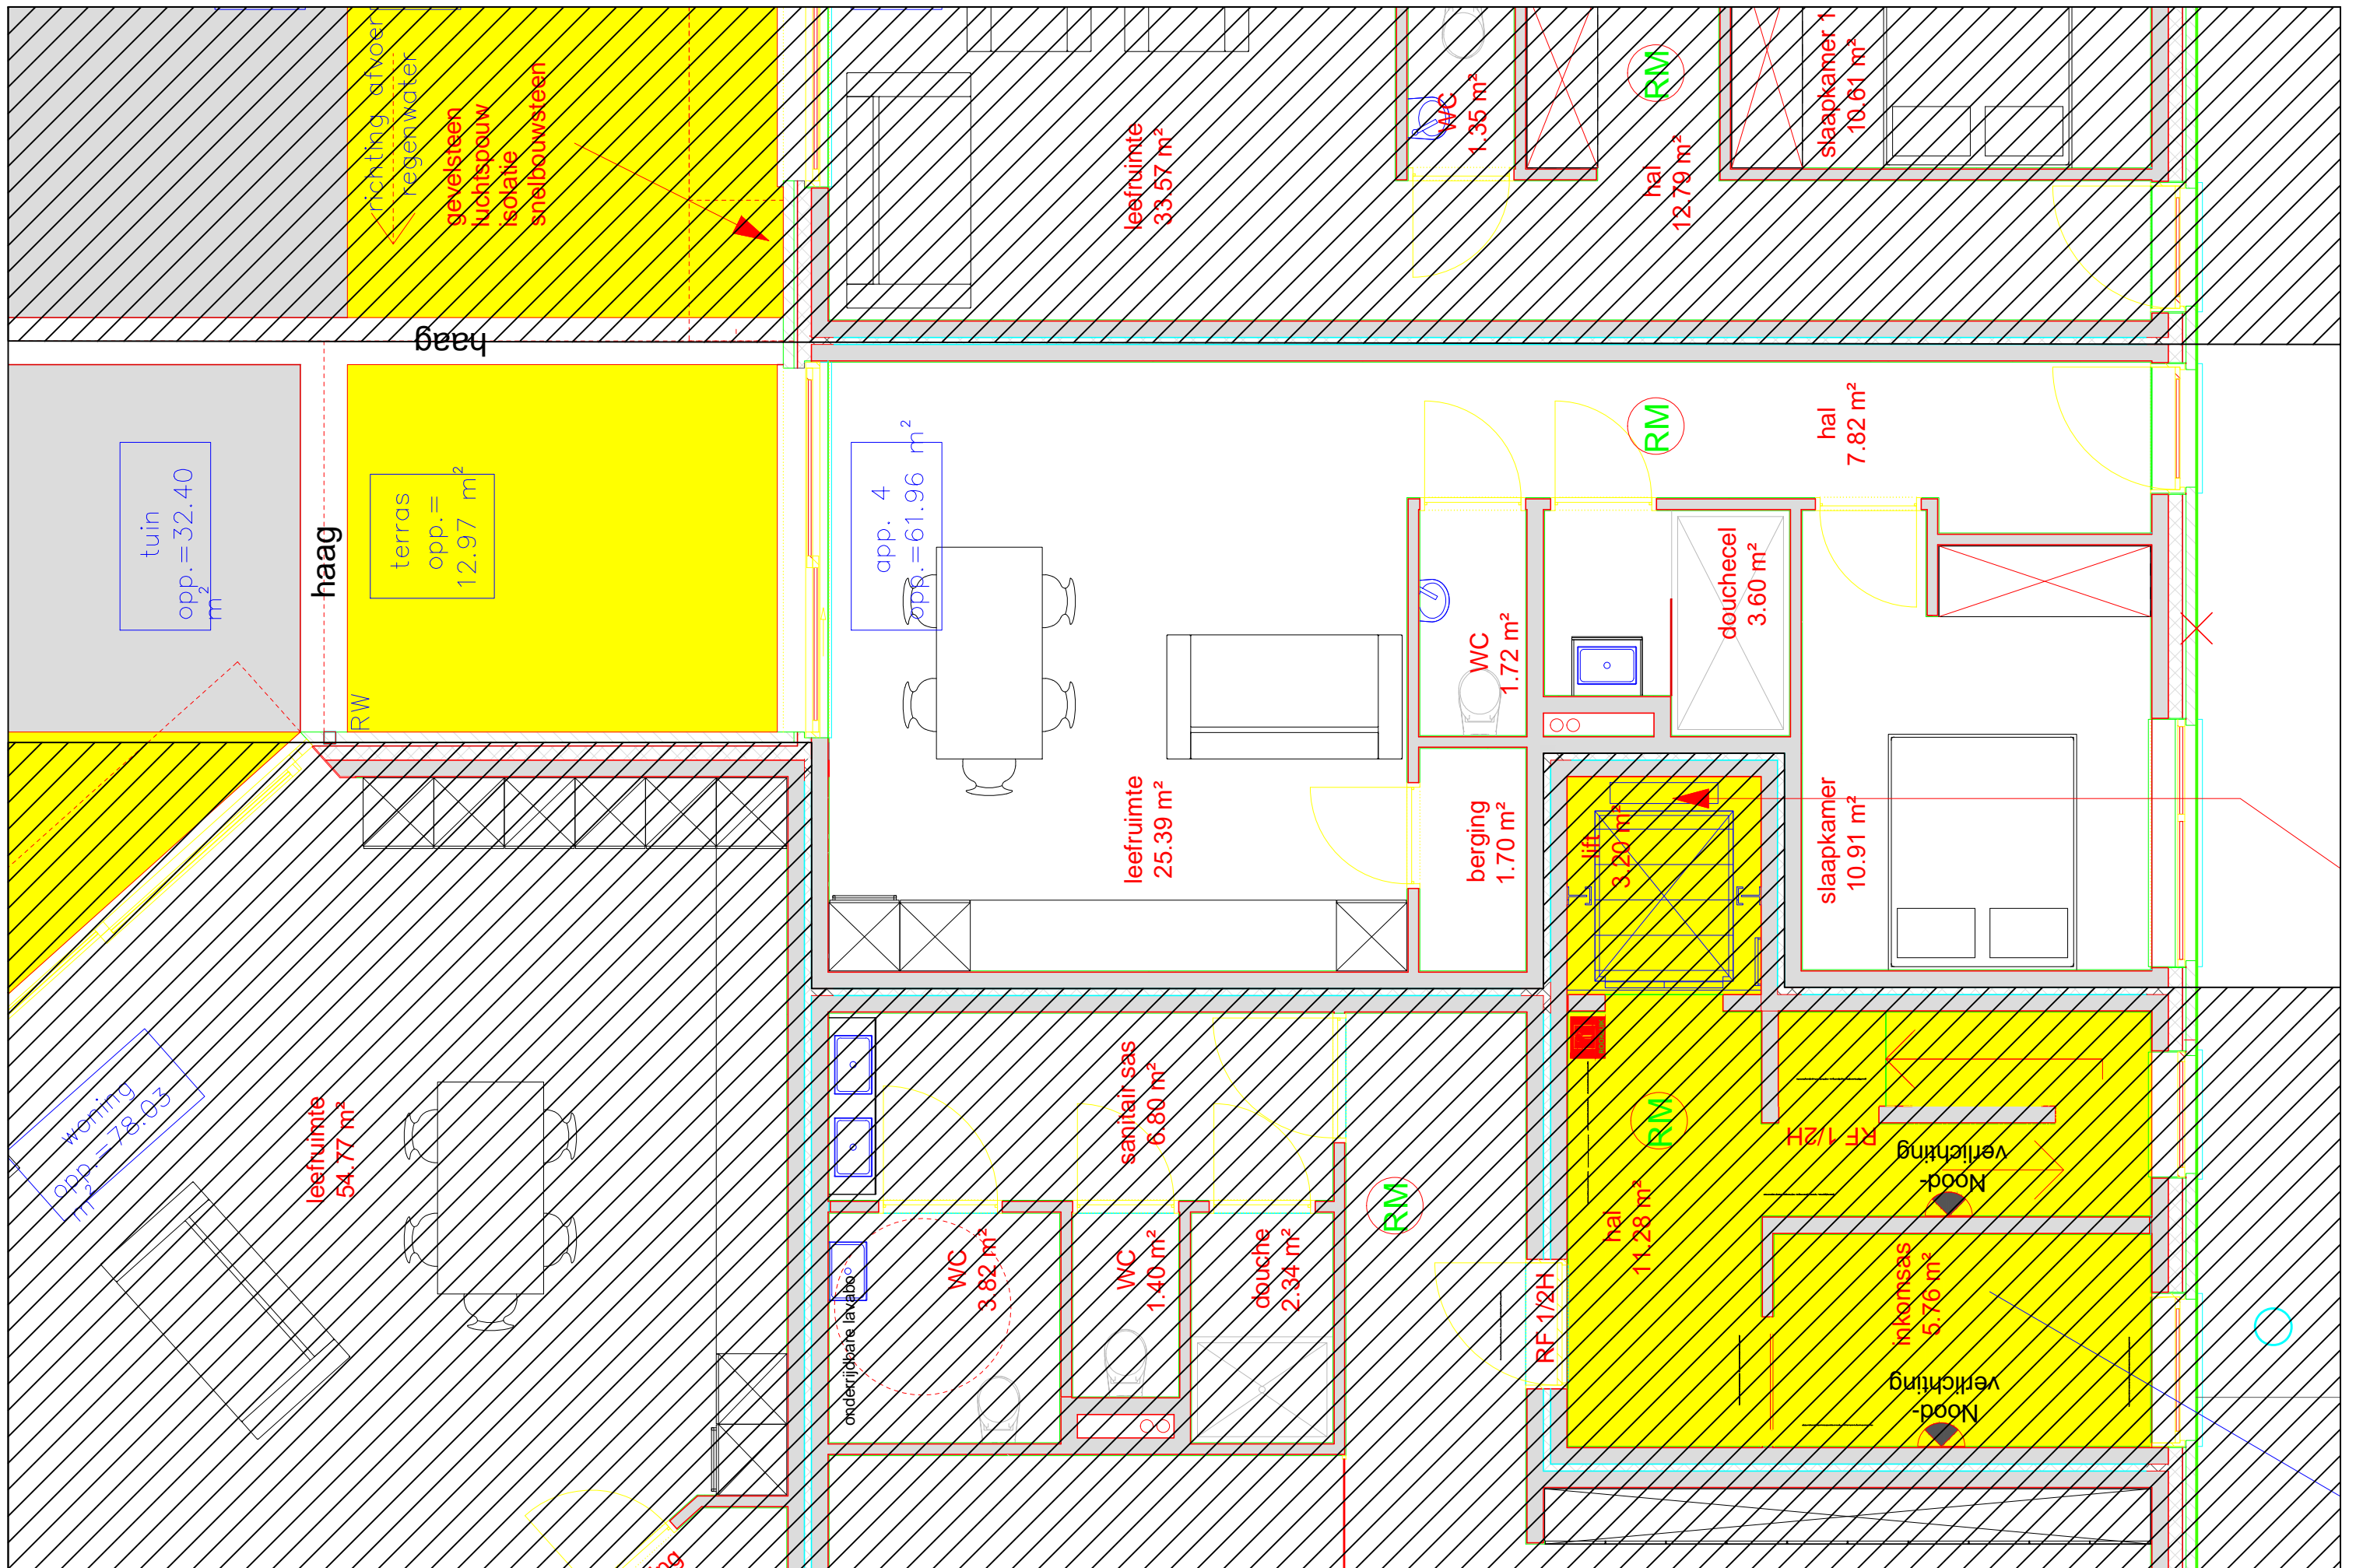 richting afvoer
regenwater
gevelsteen
luchtspouw
isolatie
snelbouwsteen
leefruimte
33.57 m²
WC
1.35 m²
RM
hal
12.79 m²
slaapkamer 1
10.61 m²
haag
tuin
opp.=32.40
m²
haag
terras
opp.=
12.97 m²
RW
app. 4
opp.=61.96 m²
leefruimte
25.39 m²
WC
1.72 m²
berging
1.70 m²
RM
hal
7.82 m²
douchecel
3.60 m²
lift
3.20 m²
slaapkamer
10.91 m²
woning
opp.=78.03
m²
leefruimte
54.77 m²
sanitair sas
6.80 m²
WC
3.82 m²
onderrijdbare lavabo
WC
1.40 m²
douche
2.34 m²
RM
RF 1/2H
RM
hal
11.28 m²
RF 1/2H
Nood-
verlichting
inkomsas
5.76 m²
Nood-
verlichting